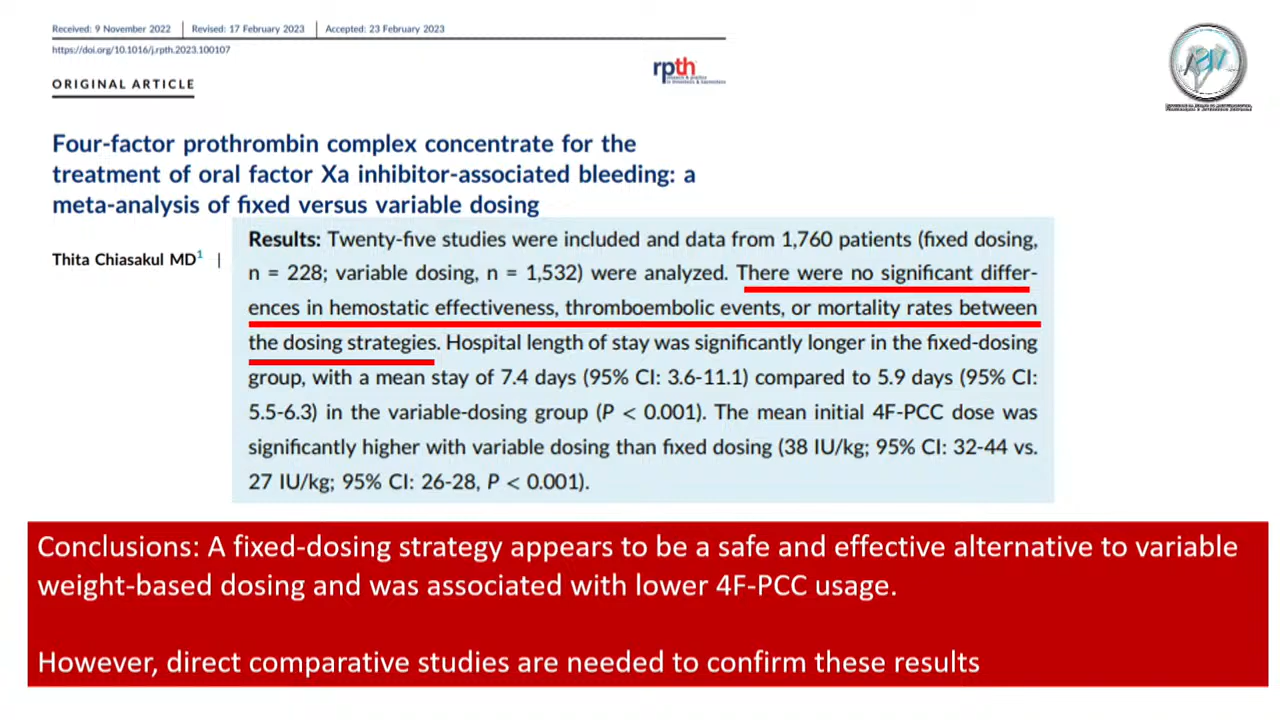 Received: 9 November 2022 | Revised: 17 February 2023 | Accepted: 23 February 2023
https://doi.org/10.1016/j.rpth.2023.100107
rpth
ORIGINAL ARTICLE
Four-factor prothrombin complex concentrate for the
treatment of oral factor Xa inhibitor-associated bleeding: a
meta-analysis of fixed versus variable dosing
Thita Chiasakul MD1 |
Results: Twenty-five studies were included and data from 1,760 patients (fixed dosing,
n = 228; variable dosing, n = 1,532) were analyzed. There were no significant differ-
ences in hemostatic effectiveness, thromboembolic events, or mortality rates between
the dosing strategies. Hospital length of stay was significantly longer in the fixed-dosing
group, with a mean stay of 7.4 days (95% CI: 3.6-11.1) compared to 5.9 days (95% CI:
5.5-6.3) in the variable-dosing group (P < 0.001). The mean initial 4F-PCC dose was
significantly higher with variable dosing than fixed dosing (38 IU/kg; 95% CI: 32-44 vs.
27 IU/kg; 95% CI: 26-28, P < 0.001).
Conclusions: A fixed-dosing strategy appears to be a safe and effective alternative to variable
weight-based dosing and was associated with lower 4F-PCC usage.
However, direct comparative studies are needed to confirm these results